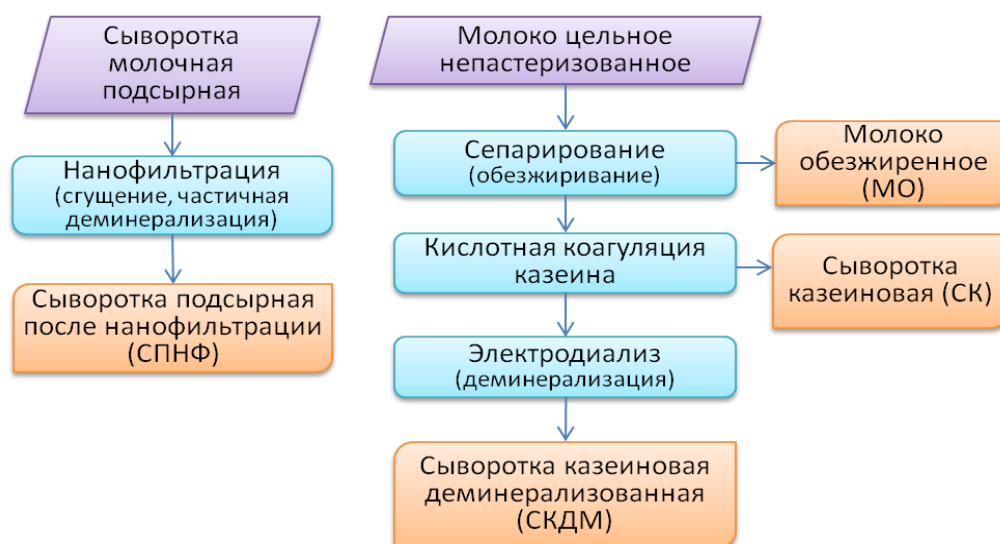 Сыворотка
молочная
подсырная
Нанофильтрация
(сгущение, частичная
деминерализация)
Сыворотка подсырная
после нанофильтрации
(СПНФ)
Молоко цельное
непастеризованное
Сепарирование
(обезжиривание)
Молоко
обезжиренное
(МО)
Кислотная коагуляция
казеина
Сыворотка
казеиновая (СК)
Электродиализ
(деминерализация)
Сыворотка казеиновая
деминерализованная
(СКДМ)